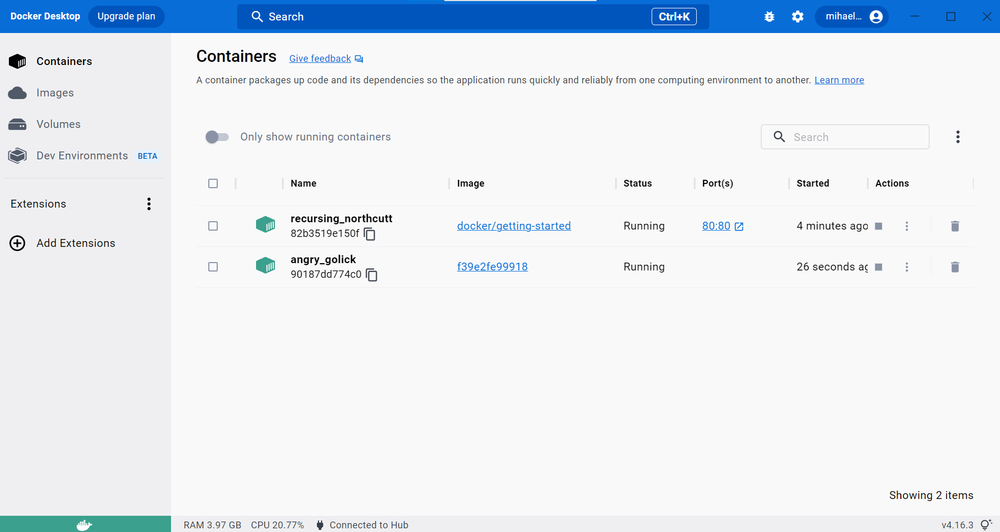 Docker Desktop Upgrade plan Search Ctrl+K mihael...
Containers
Images
Volumes
Dev Environments BETA
Extensions
Add Extensions
Containers Give feedback
A container packages up code and its dependencies so the application runs quickly and reliably from one computing environment to another. Learn more
Only show running containers Search
Name Image Status Port(s) Started Actions
recursing_northcutt
82b3519e150f docker/getting-started Running 80:80 4 minutes ago
angry_golick
90187dd774c0 f39e2fe99918 Running 26 seconds ag
Showing 2 items
RAM 3.97 GB CPU 20.77% Connected to Hub v4.16.3